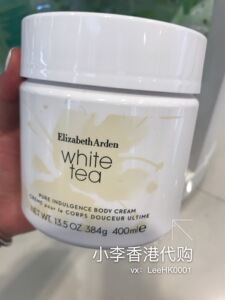 Elizabeth Arden
white
tea
PURE INDULGENCE BODY CREAM
CRÈME pour le CORPS DOUCEUR ULTIME
NET WT. 13.5 OZ. 384g 400ml e
小李香港代购
vx: LeeHK0001